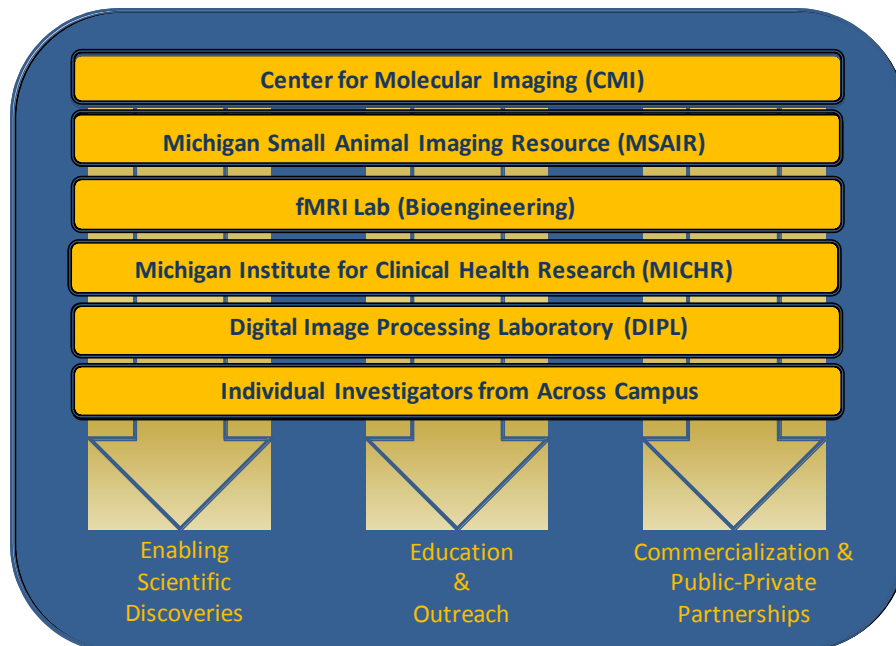 Center for Molecular Imaging (CMI)
Michigan Small Animal Imaging Resource (MSAIR)
fMRI Lab (Bioengineering)
Michigan Institute for Clinical Health Research (MICHR)
Digital Image Processing Laboratory (DIPL)
Individual Investigators from Across Campus
Enabling
Scientific
Discoveries
Education
&
Outreach
Commercialization &
Public-Private
Partnerships